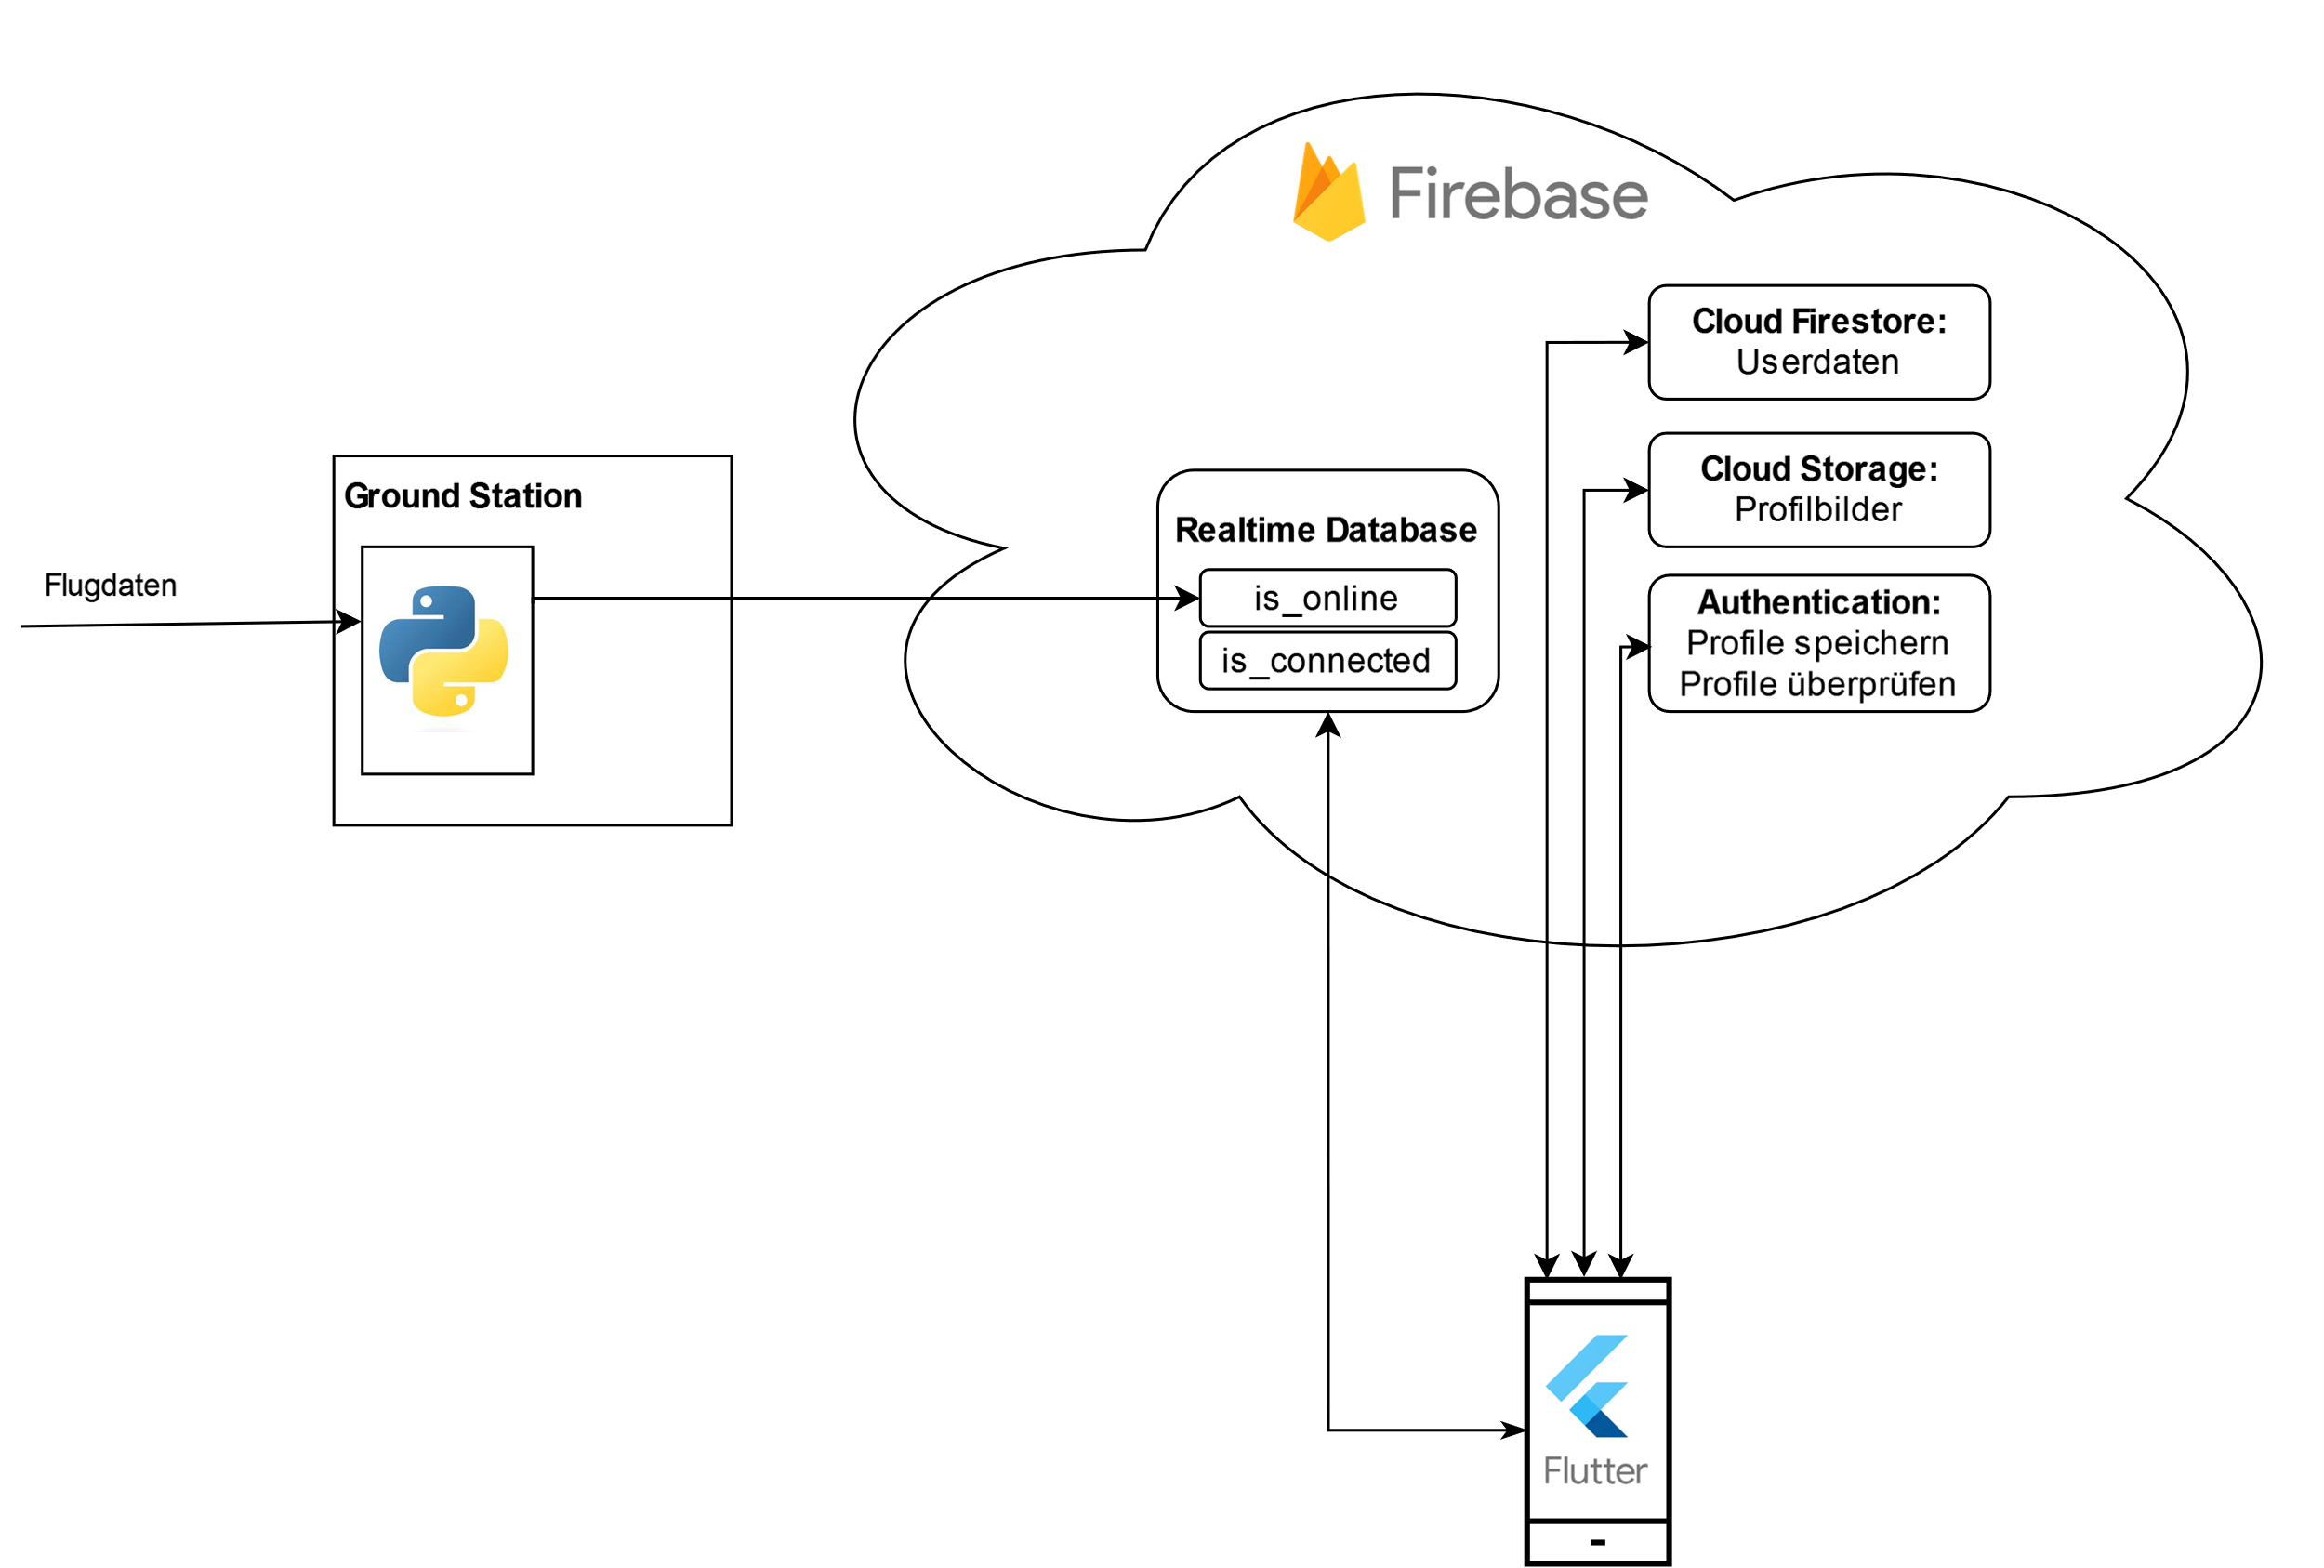 Firebase
Cloud Firestore:
Userdaten
Cloud Storage:
Profilbilder
Ground Station
Realtime Database
Flugdaten
is_online
is_connected
Authentication:
Profile speichern
Profile überprüfen
Flutter